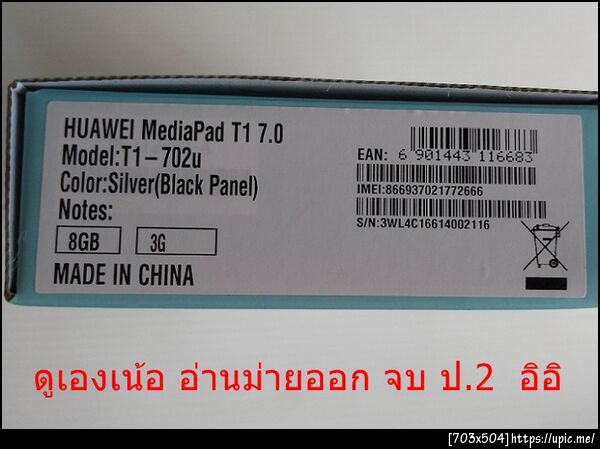 HUAWEI MediaPad T1 7.0
Model:T1-702u
Color:Silver(Black Panel)
Notes:
8GB 3G
MADE IN CHINA
EAN: 6 901443 116683
IMEI:866937021772666
S/N:3WL4C16614002116
ดูเองเน้อ อ่านม่ายออก จบ ป.2 อิอิ
[703x504]https://upic.me/